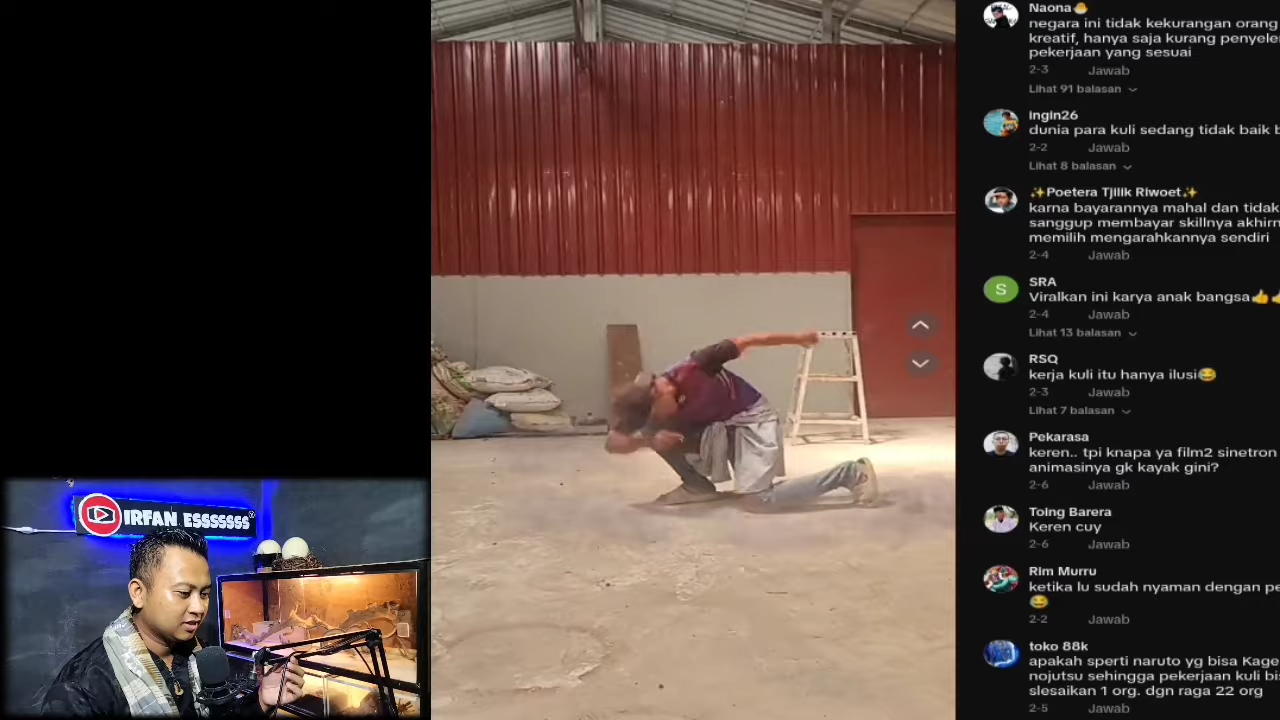 IRFAN ESSSSSSS
Naona🐣
negara ini tidak kekurangan orang
kreatif, hanya saja kurang
pekerjaan yang sesuai
2-3 Jawab
Lihat 91 balasan
ingin26
dunia para kuli sedang tidak baik
2-2 Jawab
Lihat 8 balasan
✨Poetera Tjilik Riwoet✨
karna bayarannya mahal dan tidak
sanggup membayar skillnya
memilih mengarahkannya sendiri
2-4 Jawab
S
SRA
Viralkan ini karya anak bangsa👍
2-4 Jawab
Lihat 13 balasan
RSQ
kerja kuli itu hanya ilusi😂
2-3 Jawab
Lihat 7 balasan
Pekarasa
keren.. tpi knapa ya film2 sinetron
animasinya gk kayak gini?
2-6 Jawab
Toing Barera
Keren cuy
2-6 Jawab
Rim Murru
ketika lu sudah nyaman dengan
😂
2-2 Jawab
toko 88k
apakah sperti naruto yg bisa
nojutsu sehingga pekerjaan kuli
slesaikan 1 org. dgn raga 22 org
2-5 Jawab